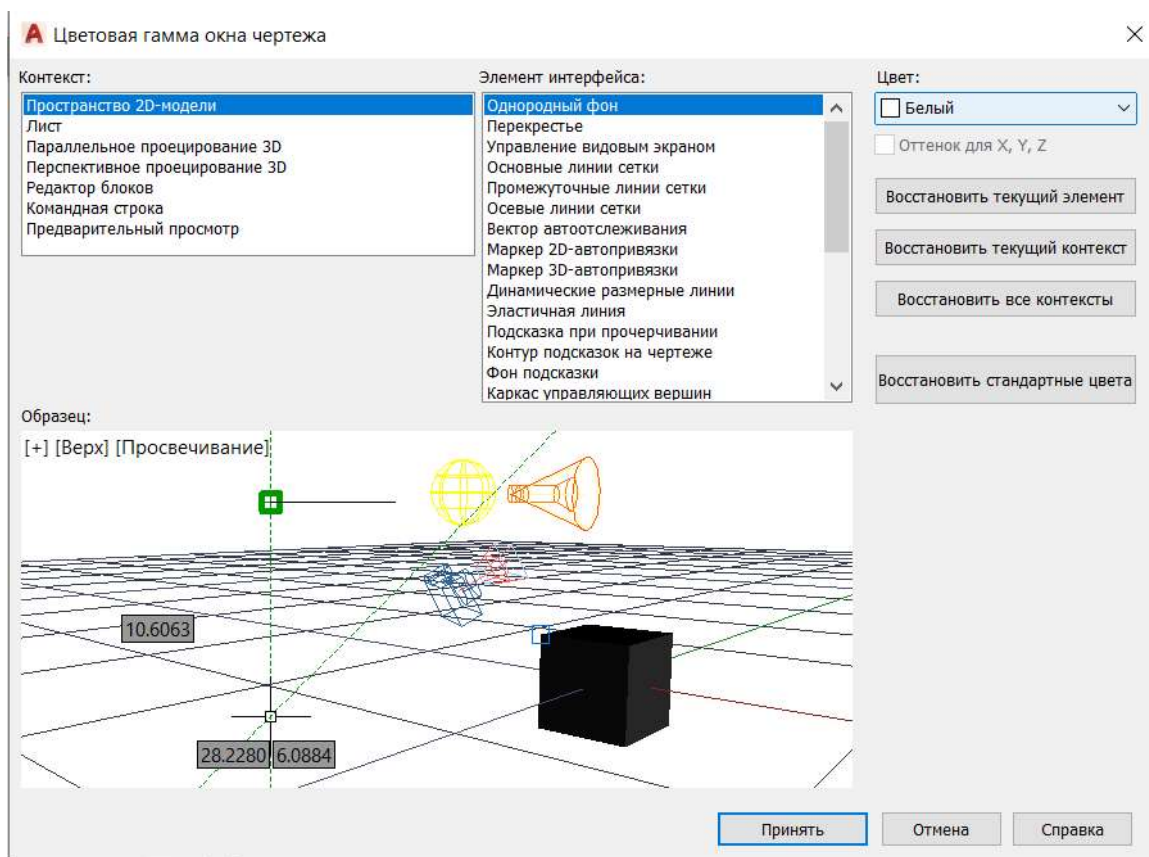 Цветовая гамма окна чертежа
Контекст:
Пространство 2D-модели
Лист
Параллельное проецирование 3D
Перспективное проецирование 3D
Редактор блоков
Командная строка
Предварительный просмотр
Элемент интерфейса:
Однородный фон
Перекрестье
Управление видовым экраном
Основные линии сетки
Промежуточные линии сетки
Осевые линии сетки
Вектор автоотслеживания
Маркер 2D-автопривязки
Маркер 3D-автопривязки
Динамические размерные линии
Эластичная линия
Подсказка при прочерчивании
Контур подсказок на чертеже
Фон подсказки
Каркас управляющих вершин
Цвет:
Белый
Оттенок для X, Y, Z
Восстановить текущий элемент
Восстановить текущий контекст
Восстановить все контексты
Восстановить стандартные цвета
Образец:
[+] [Верх] [Просвечивание]
10.6063
28.2280 6.0884
Принять
Отмена
Справка